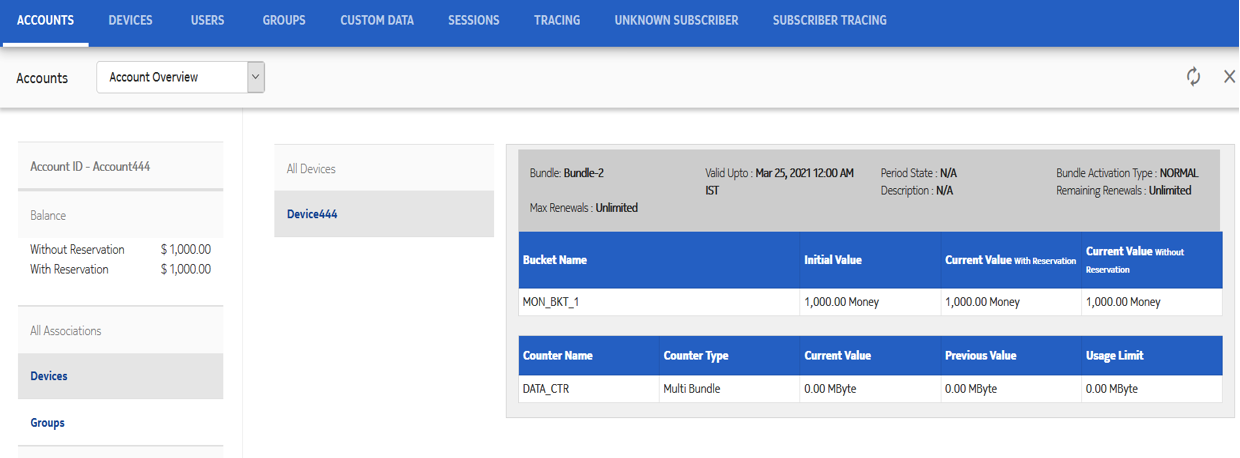 ACCOUNTS DEVICES USERS GROUPS CUSTOM DATA SESSIONS TRACING UNKNOWN SUBSCRIBER SUBSCRIBER TRACING
Accounts Account Overview
Account ID - Account444
Balance
Without Reservation $ 1,000.00
With Reservation $ 1,000.00
All Associations
Devices
Groups
All Devices
Device444
Bundle: Bundle-2 Valid Upto : Mar 25, 2021 12:00 AM Period State : N/A Bundle Activation Type : NORMAL
IST Description : N/A Remaining Renewals : Unlimited
Max Renewals : Unlimited
Bucket Name Initial Value Current Value With Reservation Current Value Without
Reservation
MON_BKT_1 1,000.00 Money 1,000.00 Money 1,000.00 Money
Counter Name Counter Type Current Value Previous Value Usage Limit
DATA_CTR Multi Bundle 0.00 MByte 0.00 MByte 0.00 MByte